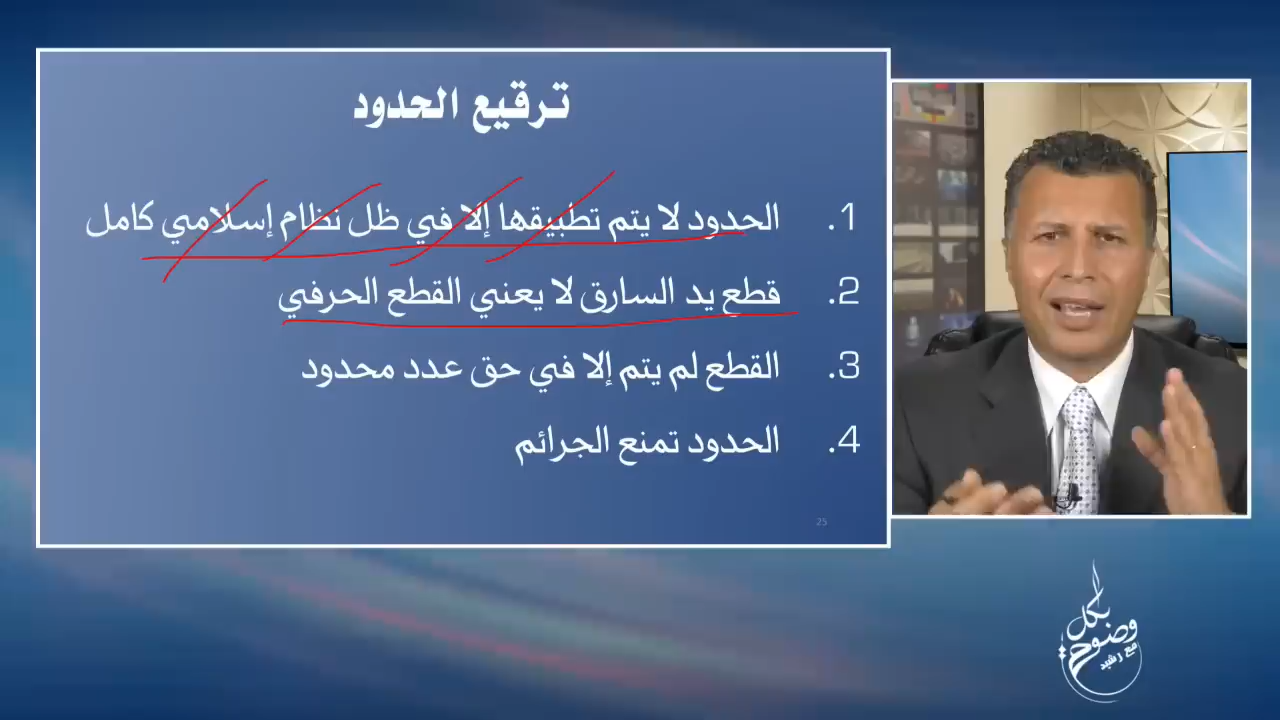 ترقيع الحدود
1. الحدود لا يتم تطبيقها إلا في ظل نظام إسلامي كامل
2. قطع يد السارق لا يعني القطع الحرفي
3. القطع لم يتم إلا في حق عدد محدود
4. الحدود تمنع الجرائم
25
بكل
وضوح
مع رشيد